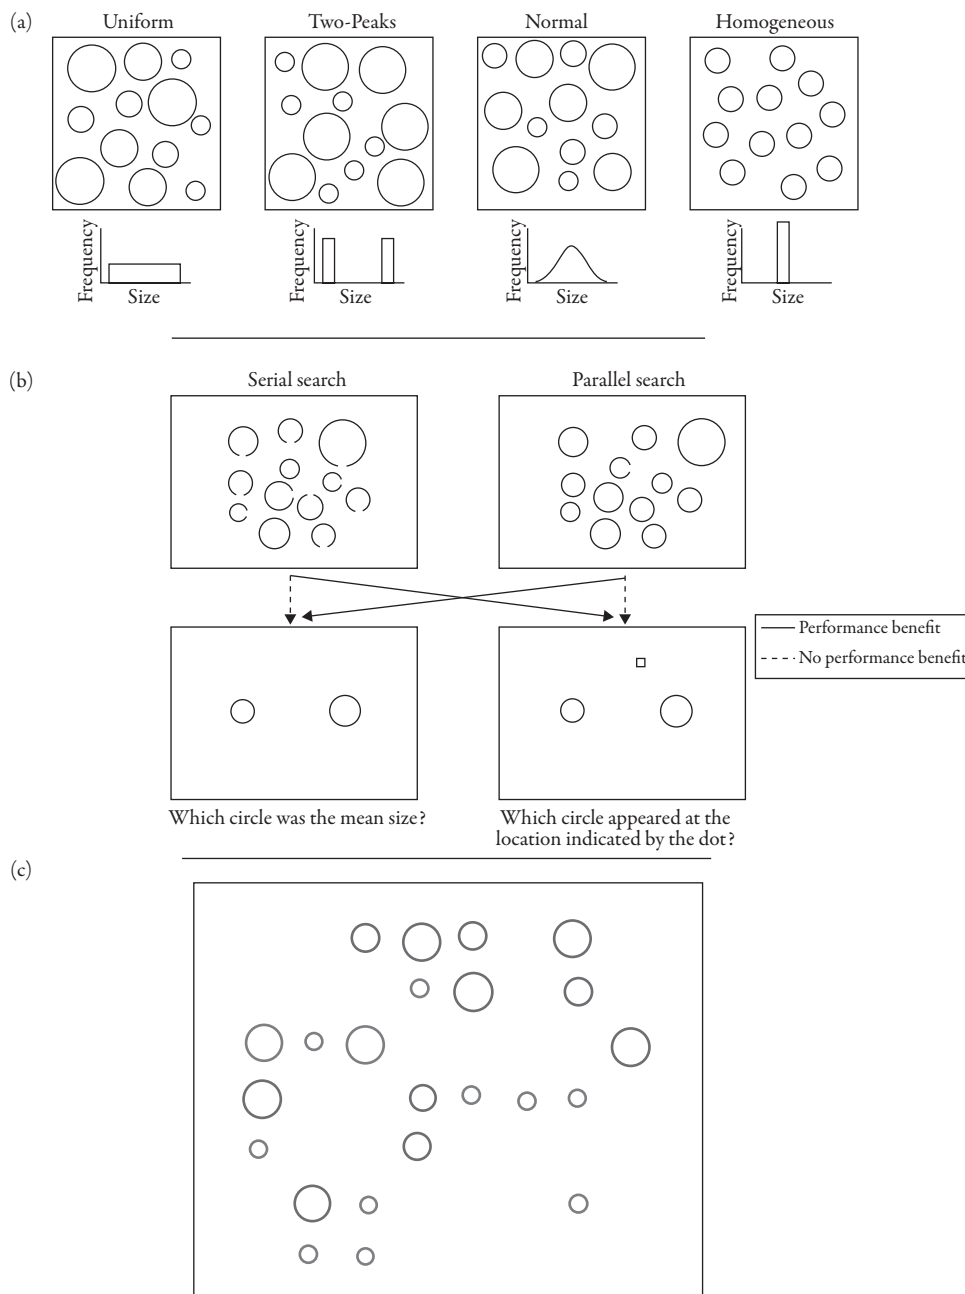 (a)
Uniform
Two-Peaks
Normal
Homogeneous
Frequency
Size
Frequency
Size
Frequency
Size
Frequency
Size
(b)
Serial search
Parallel search
Performance benefit
No performance benefit
Which circle was the mean size?
Which circle appeared at the
location indicated by the dot?
(c)